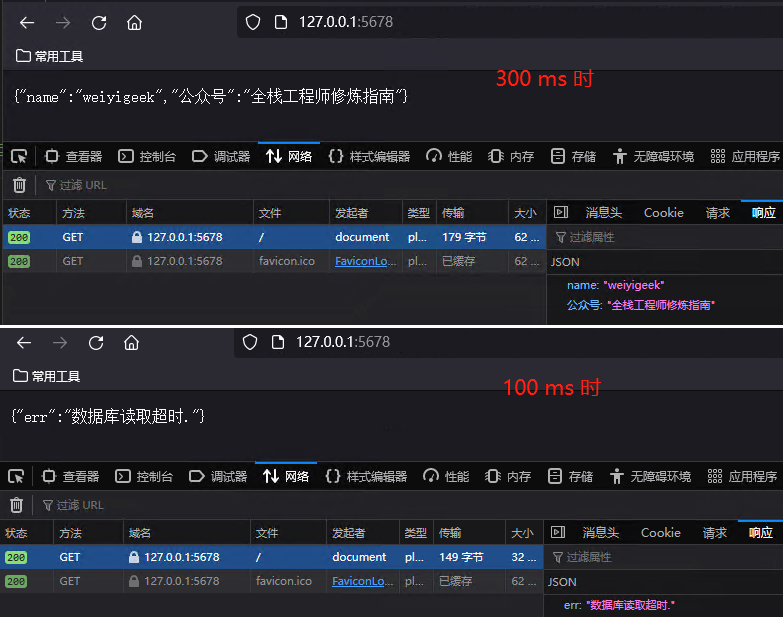 127.0.0.1:5678
常用工具
300 ms 时
{"name":"weiyigeek","公众号":"全栈工程师修炼指南"}
查看器 控制台 调试器 网络 样式编辑器 性能 内存 存储 无障碍环境 应用程序
过滤 URL
状态 方法 域名 文件 发起者 类型 传输 大小 消息头 Cookie 请求 响应
200 GET 127.0.0.1:5678 / document pl... 179 字节 62 ... 过滤属性
200 GET 127.0.0.1:5678 favicon.ico FaviconLo... pl... 已缓存 62 ... JSON
name: "weiyigeek"
公众号: "全栈工程师修炼指南"
127.0.0.1:5678
常用工具
100 ms 时
{"err":"数据库读取超时."}
查看器 控制台 调试器 网络 样式编辑器 性能 内存 存储 无障碍环境 应用程序
过滤 URL
状态 方法 域名 文件 发起者 类型 传输 大小 消息头 Cookie 请求 响应
200 GET 127.0.0.1:5678 / document pl... 149 字节 32 ... 过滤属性
200 GET 127.0.0.1:5678 favicon.ico FaviconLo... pl... 已缓存 62 ... JSON
err: "数据库读取超时."